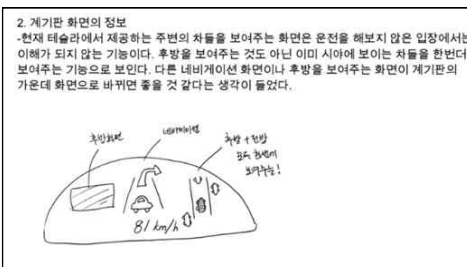 2. 계기판 화면의 정보
-현재 테슬라에서 제공하는 주변의 차들을 보여주는 화면은 운전을 해보지 않은 입장에서는
이해가 되지 않는 기능이다. 후방을 보여주는 것도 아닌 이미 시아에 보이는 차들을 한번더
보여주는 기능으로 보인다. 다른 네비게이션 화면이나 후방을 보여주는 화면이 계기판의
가운데 화면으로 바뀌면 좋을 것 같다는 생각이 들었다.
네비게이션
후방화면
후방 + 전방
모두 한번에
보여주는!
81 km/h